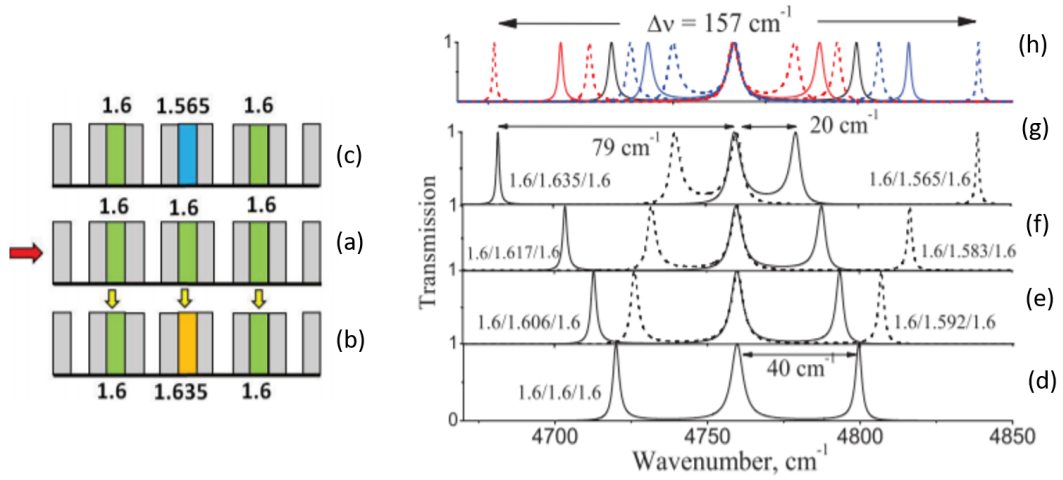 1.6 1.565 1.6
(c)
1.6 1.6 1.6
(a)
(b)
1.6 1.635 1.6
Δν = 157 cm⁻¹
1
(h)
1
79 cm⁻¹
20 cm⁻¹
(g)
1.6/1.635/1.6
1.6/1.565/1.6
1
1.6/1.617/1.6
1.6/1.583/1.6
(f)
1
1.6/1.606/1.6
1.6/1.592/1.6
(e)
1
40 cm⁻¹
1.6/1.6/1.6
(d)
0
4700 4750 4800 4850
Wavenumber, cm⁻¹
Transmission